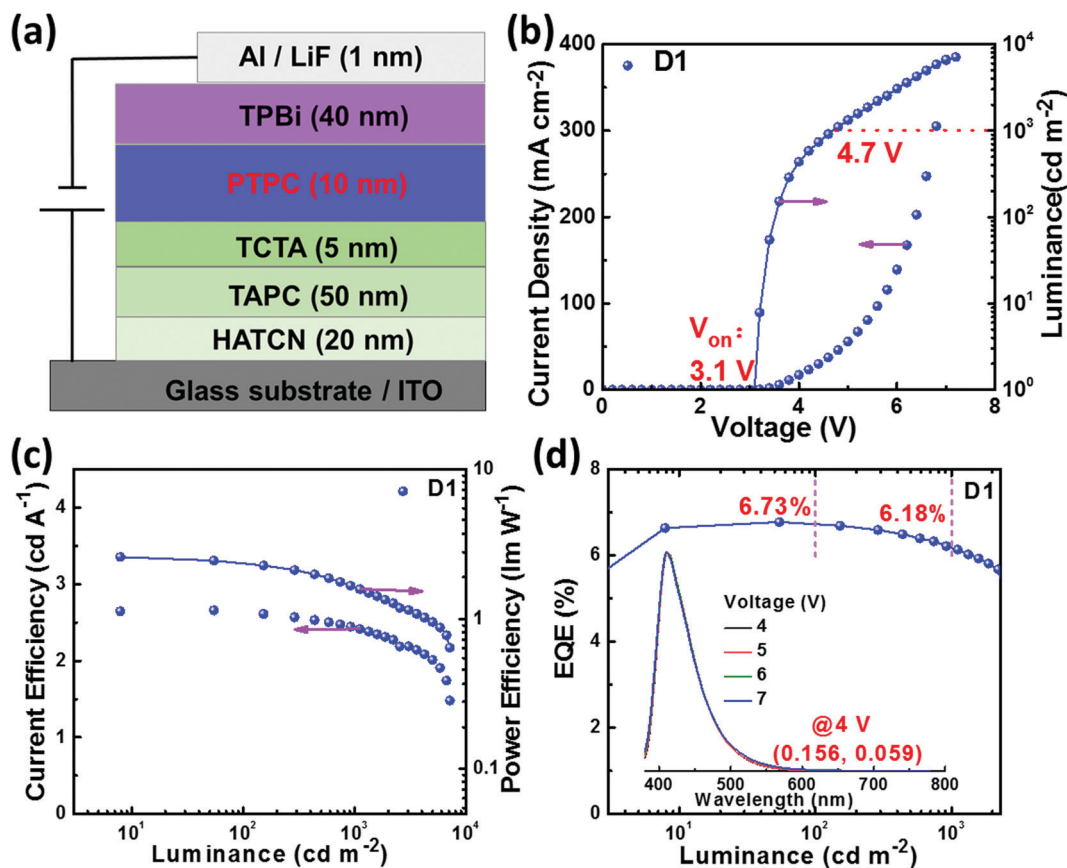 (a)
Al / LiF (1 nm)
TPBi (40 nm)
PTPC (10 nm)
TCTA (5 nm)
TAPC (50 nm)
HATCN (20 nm)
Glass substrate / ITO
(b)
D1
Current Density (mA cm-2)
400
300
200
100
0
Luminance(cd m-2)
10^4
10^3
10^2
10^1
10^0
4.7 V
Von:
3.1 V
0 2 4 6 8
Voltage (V)
(c)
D1
Current Efficiency (cd A-1)
4
3
2
1
0
Power Efficiency (lm W-1)
10
1
0.1
10^1 10^2 10^3 10^4
Luminance (cd m-2)
(d)
D1
EQE (%)
8
6
4
2
0
6.73%
6.18%
Voltage (V)
4
5
6
7
@4 V
(0.156, 0.059)
400 500 600 700 800
Wavelength (nm)
10^1 10^2 10^3
Luminance (cd m-2)